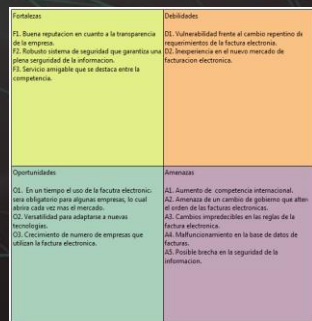 Fortalezas
F1. Buena reputacion en cuanto a la transparencia
de la empresa.
F2. Robusto sistema de seguridad que garantiza una
plena serguridad de la informacion.
F3. Servicio amigable que se destaca entre la
competencia.
Debilidades
D1. Vulnerabilidad frente al cambio repentino de
requerimientos de la factura electronia.
D2. Inexperiencia en el nuevo mercado de
facturacion electronica.
Oportunidades
O1. En un tiempo el uso de la facutra electronic-
sera obligatorio para algunas empresas, lo cual
abrira cada vez mas el mercado.
O2. Versatilidad para adaptarse a nuevas
tecnologias.
O3. Crecimiento de numero de empresas que
utilizan la factura electronica.
Amenazas
A1. Aumento de competencia internacional.
A2. Amenaza de un cambio de gobierno que alter
el orden de las facturas electronicas.
A3. Cambios impredecibles en las reglas de la
factura electronica.
A4. Malfuncionamiento en la base de datos de
facturas.
A5. Posible brecha en la seguridad de la
informacion.